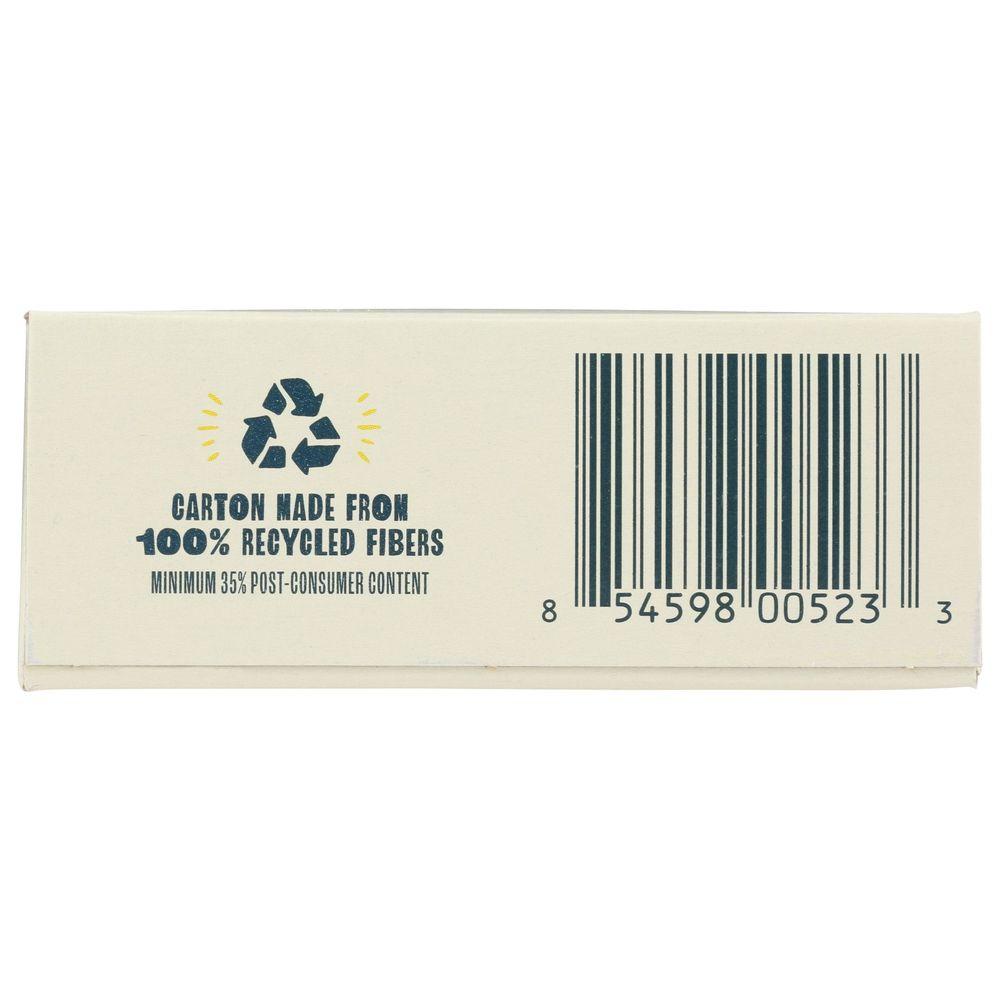 CARTON MADE FROM
100% RECYCLED FIBERS
MINIMUM 35% POST-CONSUMER CONTENT
8 54598 00523 3